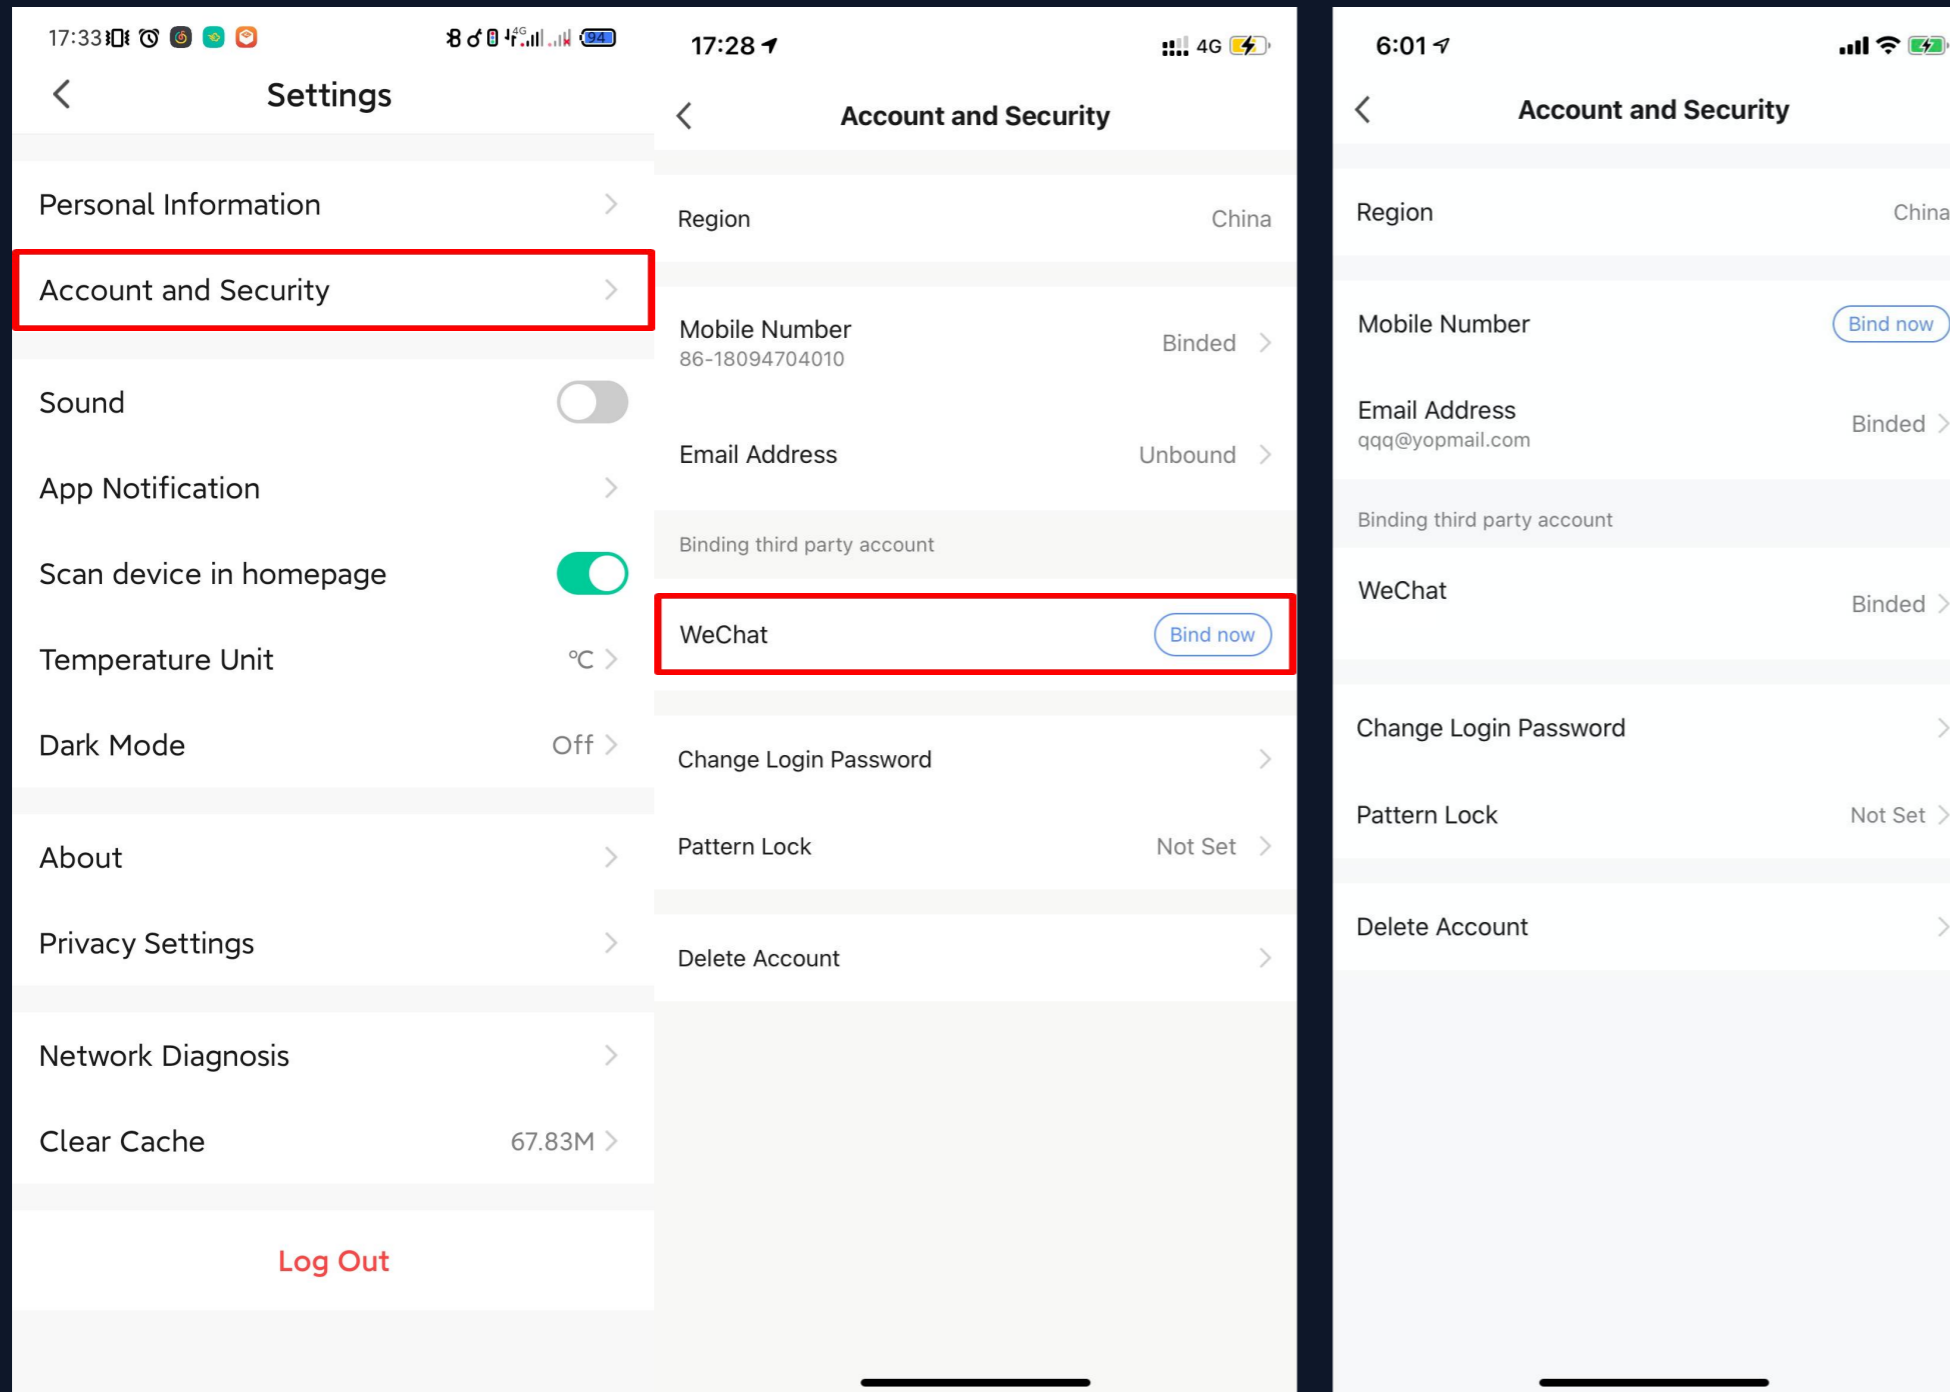 17:33
4G
94
Settings
Personal Information
Account and Security
Sound
App Notification
Scan device in homepage
Temperature Unit
°C
Dark Mode
Off
About
Privacy Settings
Network Diagnosis
Clear Cache
67.83M
Log Out
17:28
4G
Account and Security
Region
China
Mobile Number
86-18094704010
Binded
Email Address
Unbound
Binding third party account
WeChat
Bind now
Change Login Password
Pattern Lock
Not Set
Delete Account
6:01
Account and Security
Region
China
Mobile Number
Bind now
Email Address
qqq@yopmail.com
Binded
Binding third party account
WeChat
Binded
Change Login Password
Pattern Lock
Not Set
Delete Account